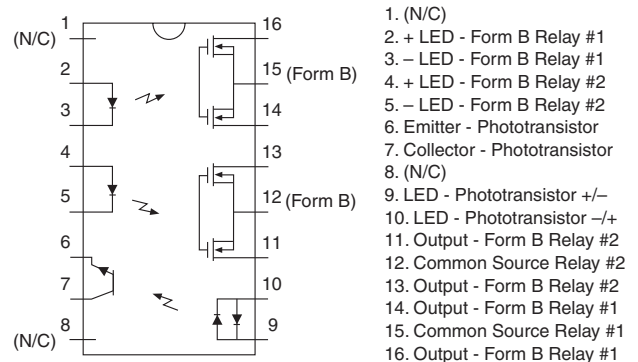 1
(N/C)
2
3
4
5
6
7
8
(N/C)
16
15 (Form B)
14
13
12 (Form B)
11
10
9
1. (N/C)
2. + LED - Form B Relay #1
3. – LED - Form B Relay #1
4. + LED - Form B Relay #2
5. – LED - Form B Relay #2
6. Emitter - Phototransistor
7. Collector - Phototransistor
8. (N/C)
9. LED - Phototransistor +/–
10. LED - Phototransistor –/+
11. Output - Form B Relay #2
12. Common Source Relay #2
13. Output - Form B Relay #2
14. Output - Form B Relay #1
15. Common Source Relay #1
16. Output - Form B Relay #1